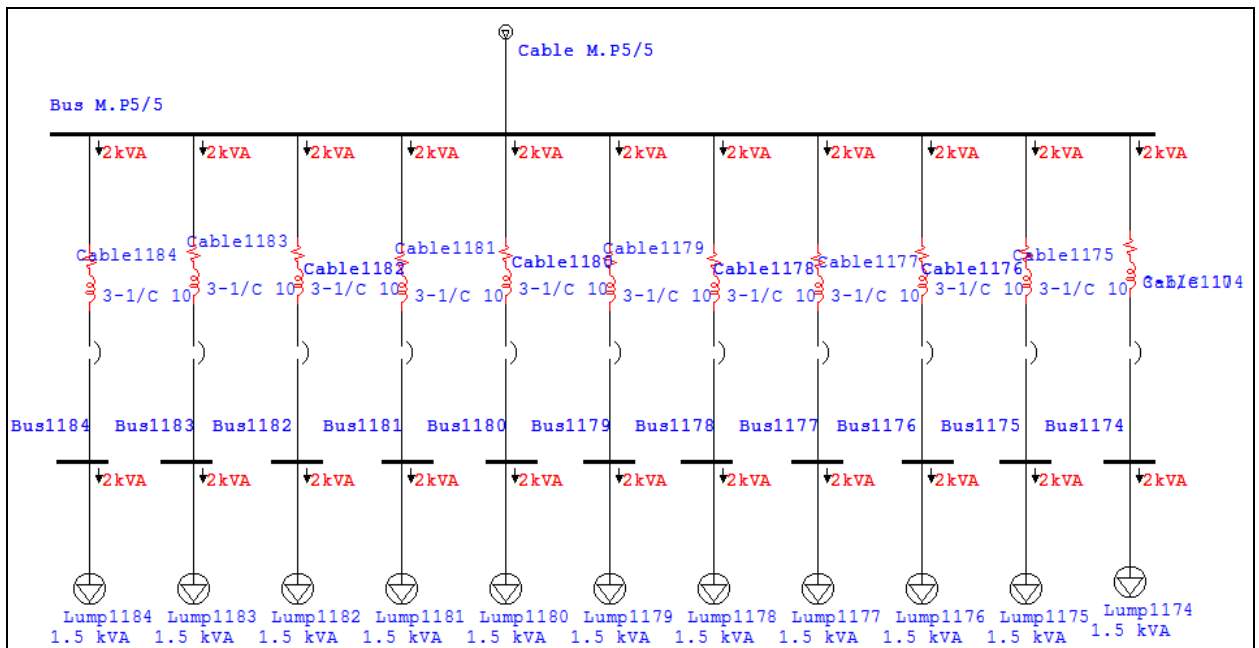 Cable M.P5/5
Bus M.P5/5
2kVA 2kVA 2kVA 2kVA 2kVA 2kVA 2kVA 2kVA 2kVA 2kVA 2kVA
Cable1184 Cable1183 Cable1182 Cable1181 Cable1180 Cable1179 Cable1178 Cable1177 Cable1176 Cable1175 Cable1174
3-1/C 10 3-1/C 10 3-1/C 10 3-1/C 10 3-1/C 10 3-1/C 10 3-1/C 10 3-1/C 10 3-1/C 10 3-1/C 10
Bus1184 Bus1183 Bus1182 Bus1181 Bus1180 Bus1179 Bus1178 Bus1177 Bus1176 Bus1175 Bus1174
2kVA 2kVA 2kVA 2kVA 2kVA 2kVA 2kVA 2kVA 2kVA 2kVA 2kVA
Lump1184 Lump1183 Lump1182 Lump1181 Lump1180 Lump1179 Lump1178 Lump1177 Lump1176 Lump1175 Lump1174
1.5 kVA 1.5 kVA 1.5 kVA 1.5 kVA 1.5 kVA 1.5 kVA 1.5 kVA 1.5 kVA 1.5 kVA 1.5 kVA 1.5 kVA